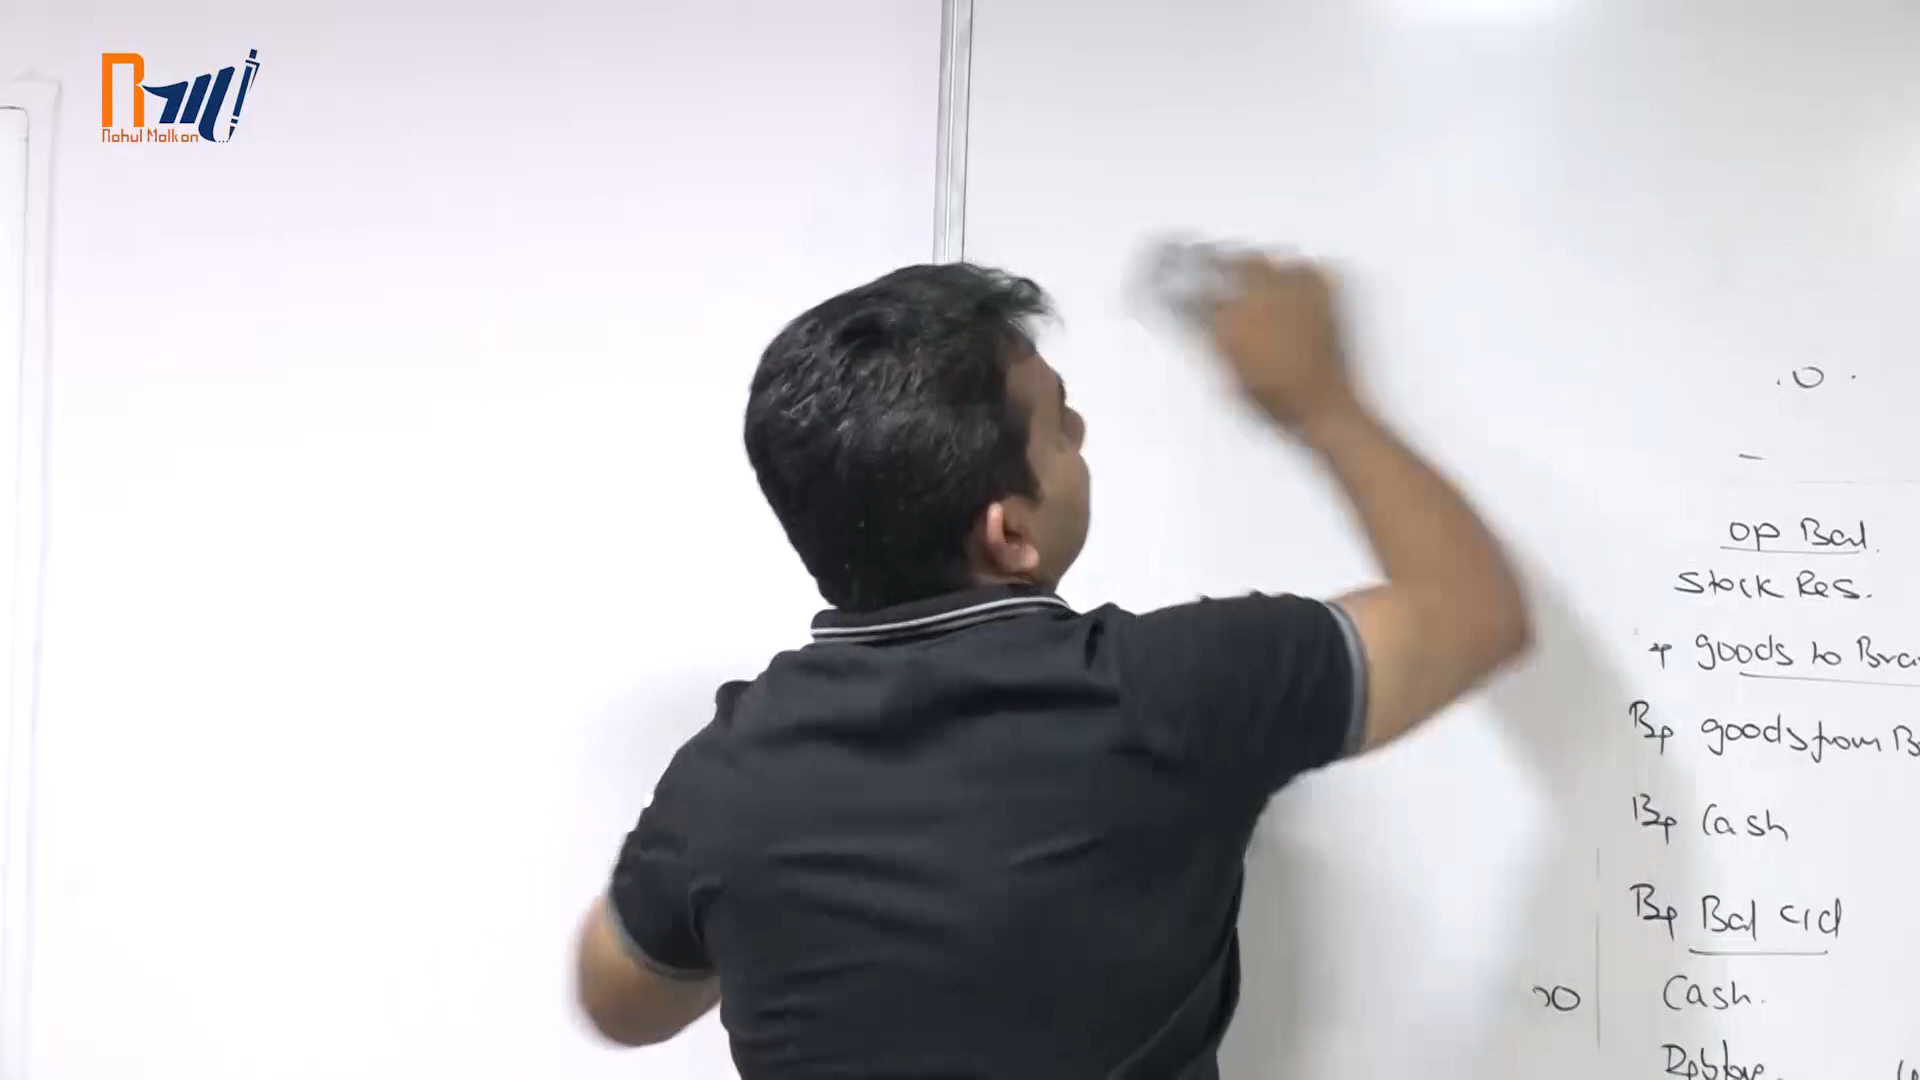 Rahul Malkan
op Bal.
Stock Res.
+ goods to Bra
By goods from B
By Cash
By Bal c/d
Cash.